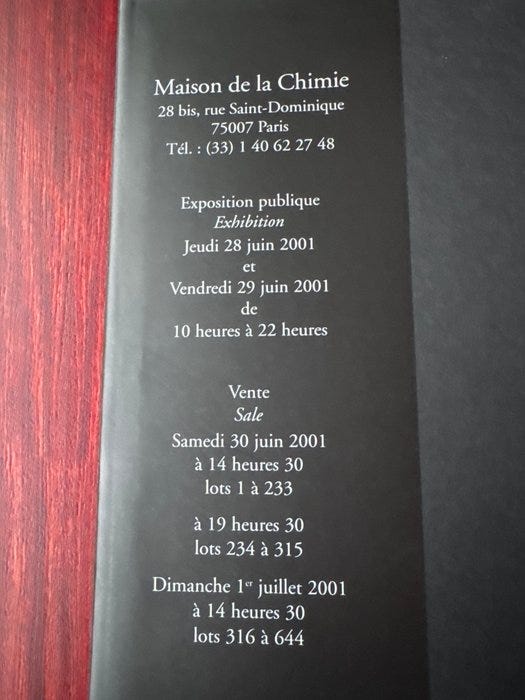 Maison de la Chimie
28 bis, rue Saint-Dominique
75007 Paris
Tél. : (33) 1 40 62 27 48
Exposition publique
Exhibition
Jeudi 28 juin 2001
et
Vendredi 29 juin 2001
de
10 heures à 22 heures
Vente
Sale
Samedi 30 juin 2001
à 14 heures 30
lots 1 à 233
à 19 heures 30
lots 234 à 315
Dimanche 1er juillet 2001
à 14 heures 30
lots 316 à 644